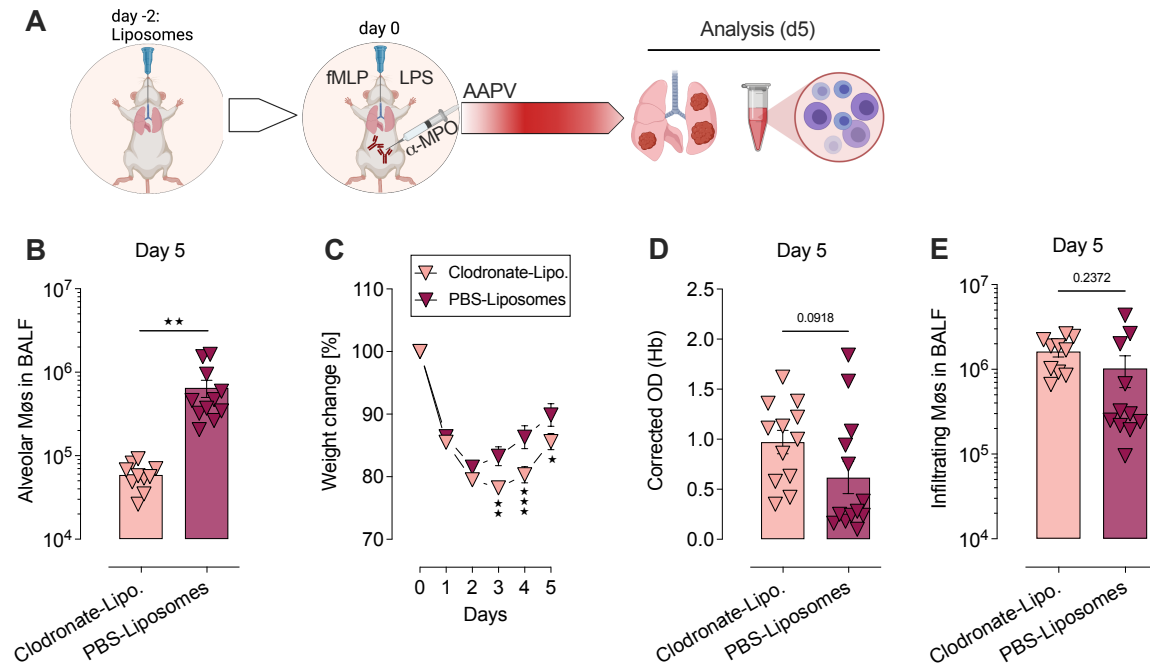 A
day -2:
Liposomes
day 0
fMLP
LPS
α-MPO
AAPV
Analysis (d5)
B
Day 5
Alveolar Møs in BALF
10⁷
10⁶
10⁵
10⁴
★★
Clodronate-Lipo.
PBS-Liposomes
C
Clodronate-Lipo.
PBS-Liposomes
Weight change [%]
110
100
90
80
70
★★
★★★
★
0 1 2 3 4 5
Days
D
Day 5
Corrected OD (Hb)
2.5
2.0
1.5
1.0
0.5
0.0
0.0918
Clodronate-Lipo.
PBS-Liposomes
E
Day 5
Infiltrating Møs in BALF
10⁷
10⁶
10⁵
10⁴
0.2372
Clodronate-Lipo.
PBS-Liposomes